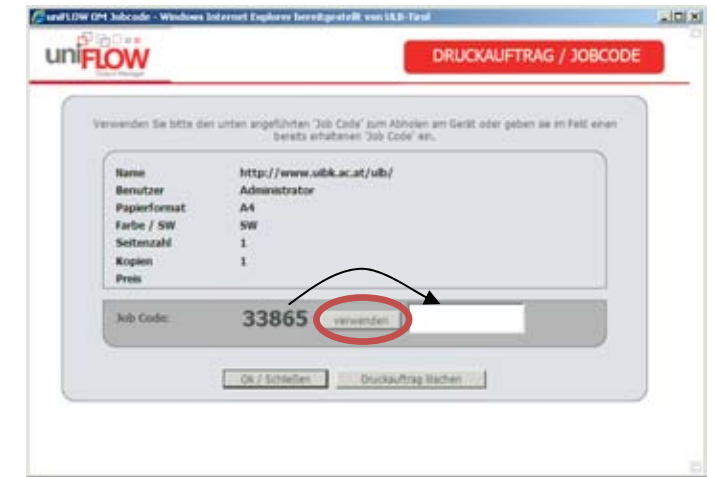 uniFLOW OM Jobcode - Windows Internet Explorer bereitgestellt von ULB-Tirol
uniFLOW
Output Manager
DRUCKAUFTRAG / JOBCODE
Verwenden Sie bitte den unten angeführten 'Job Code' zum Abholen am Gerät oder geben sie im Feld einen
bereits erhaltenen 'Job Code' ein.
Name http://www.uibk.ac.at/ulb/
Benutzer Administrator
Papierformat A4
Farbe / SW SW
Seitenzahl 1
Kopien 1
Preis
Job Code: 33865 verwenden
Ok / Schließen Druckauftrag löschen